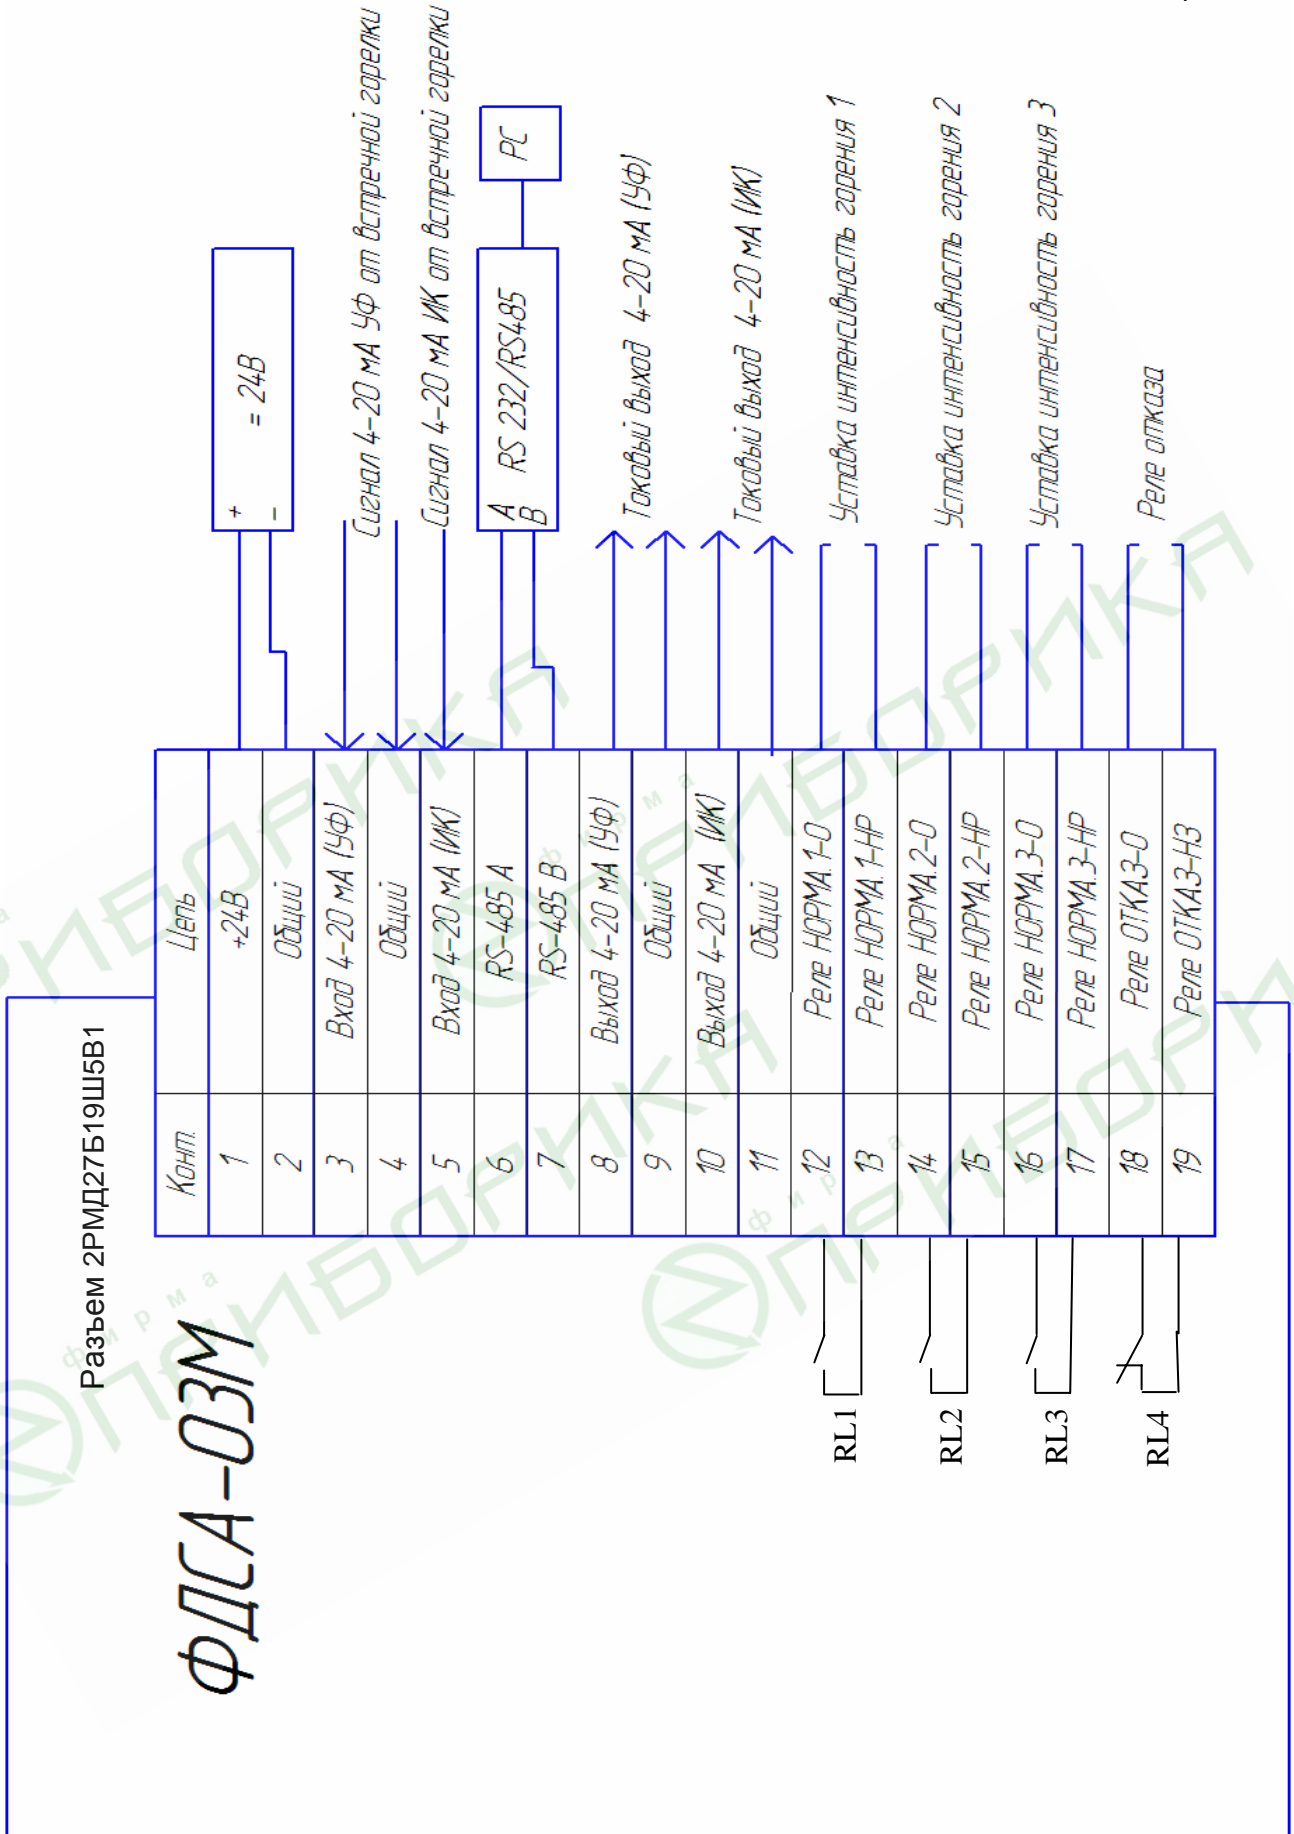 ФДСА-03М
Разъем 2РМД27Б19Ш5В1
Конт. Цепь
1 +24В
2 Общий
3 Вход 4-20 мА (УФ)
4 Общий
5 Вход 4-20 мА (ИК)
6 RS-485 A
7 RS-485 B
8 Выход 4-20 мА (УФ)
9 Общий
10 Выход 4-20 мА (ИК)
11 Общий
12 Реле НОРМА.1-О
13 Реле НОРМА.1-НР
14 Реле НОРМА.2-О
15 Реле НОРМА.2-НР
16 Реле НОРМА.3-О
17 Реле НОРМА.3-НР
18 Реле ОТКАЗ-О
19 Реле ОТКАЗ-НЗ
RL1
RL2
RL3
RL4
+
–
= 24В
Сигнал 4-20 мА УФ от встречной горелки
Сигнал 4-20 мА ИК от встречной горелки
A
B
RS 232/RS485
PC
Токовый выход 4-20 мА (УФ)
Токовый выход 4-20 мА (ИК)
Уставка интенсивность горения 1
Уставка интенсивность горения 2
Уставка интенсивность горения 3
Реле отказа
фирма
ПРИБОРИКА
фирма
ПРИБОРИКА
фирма
ПРИБОРИКА